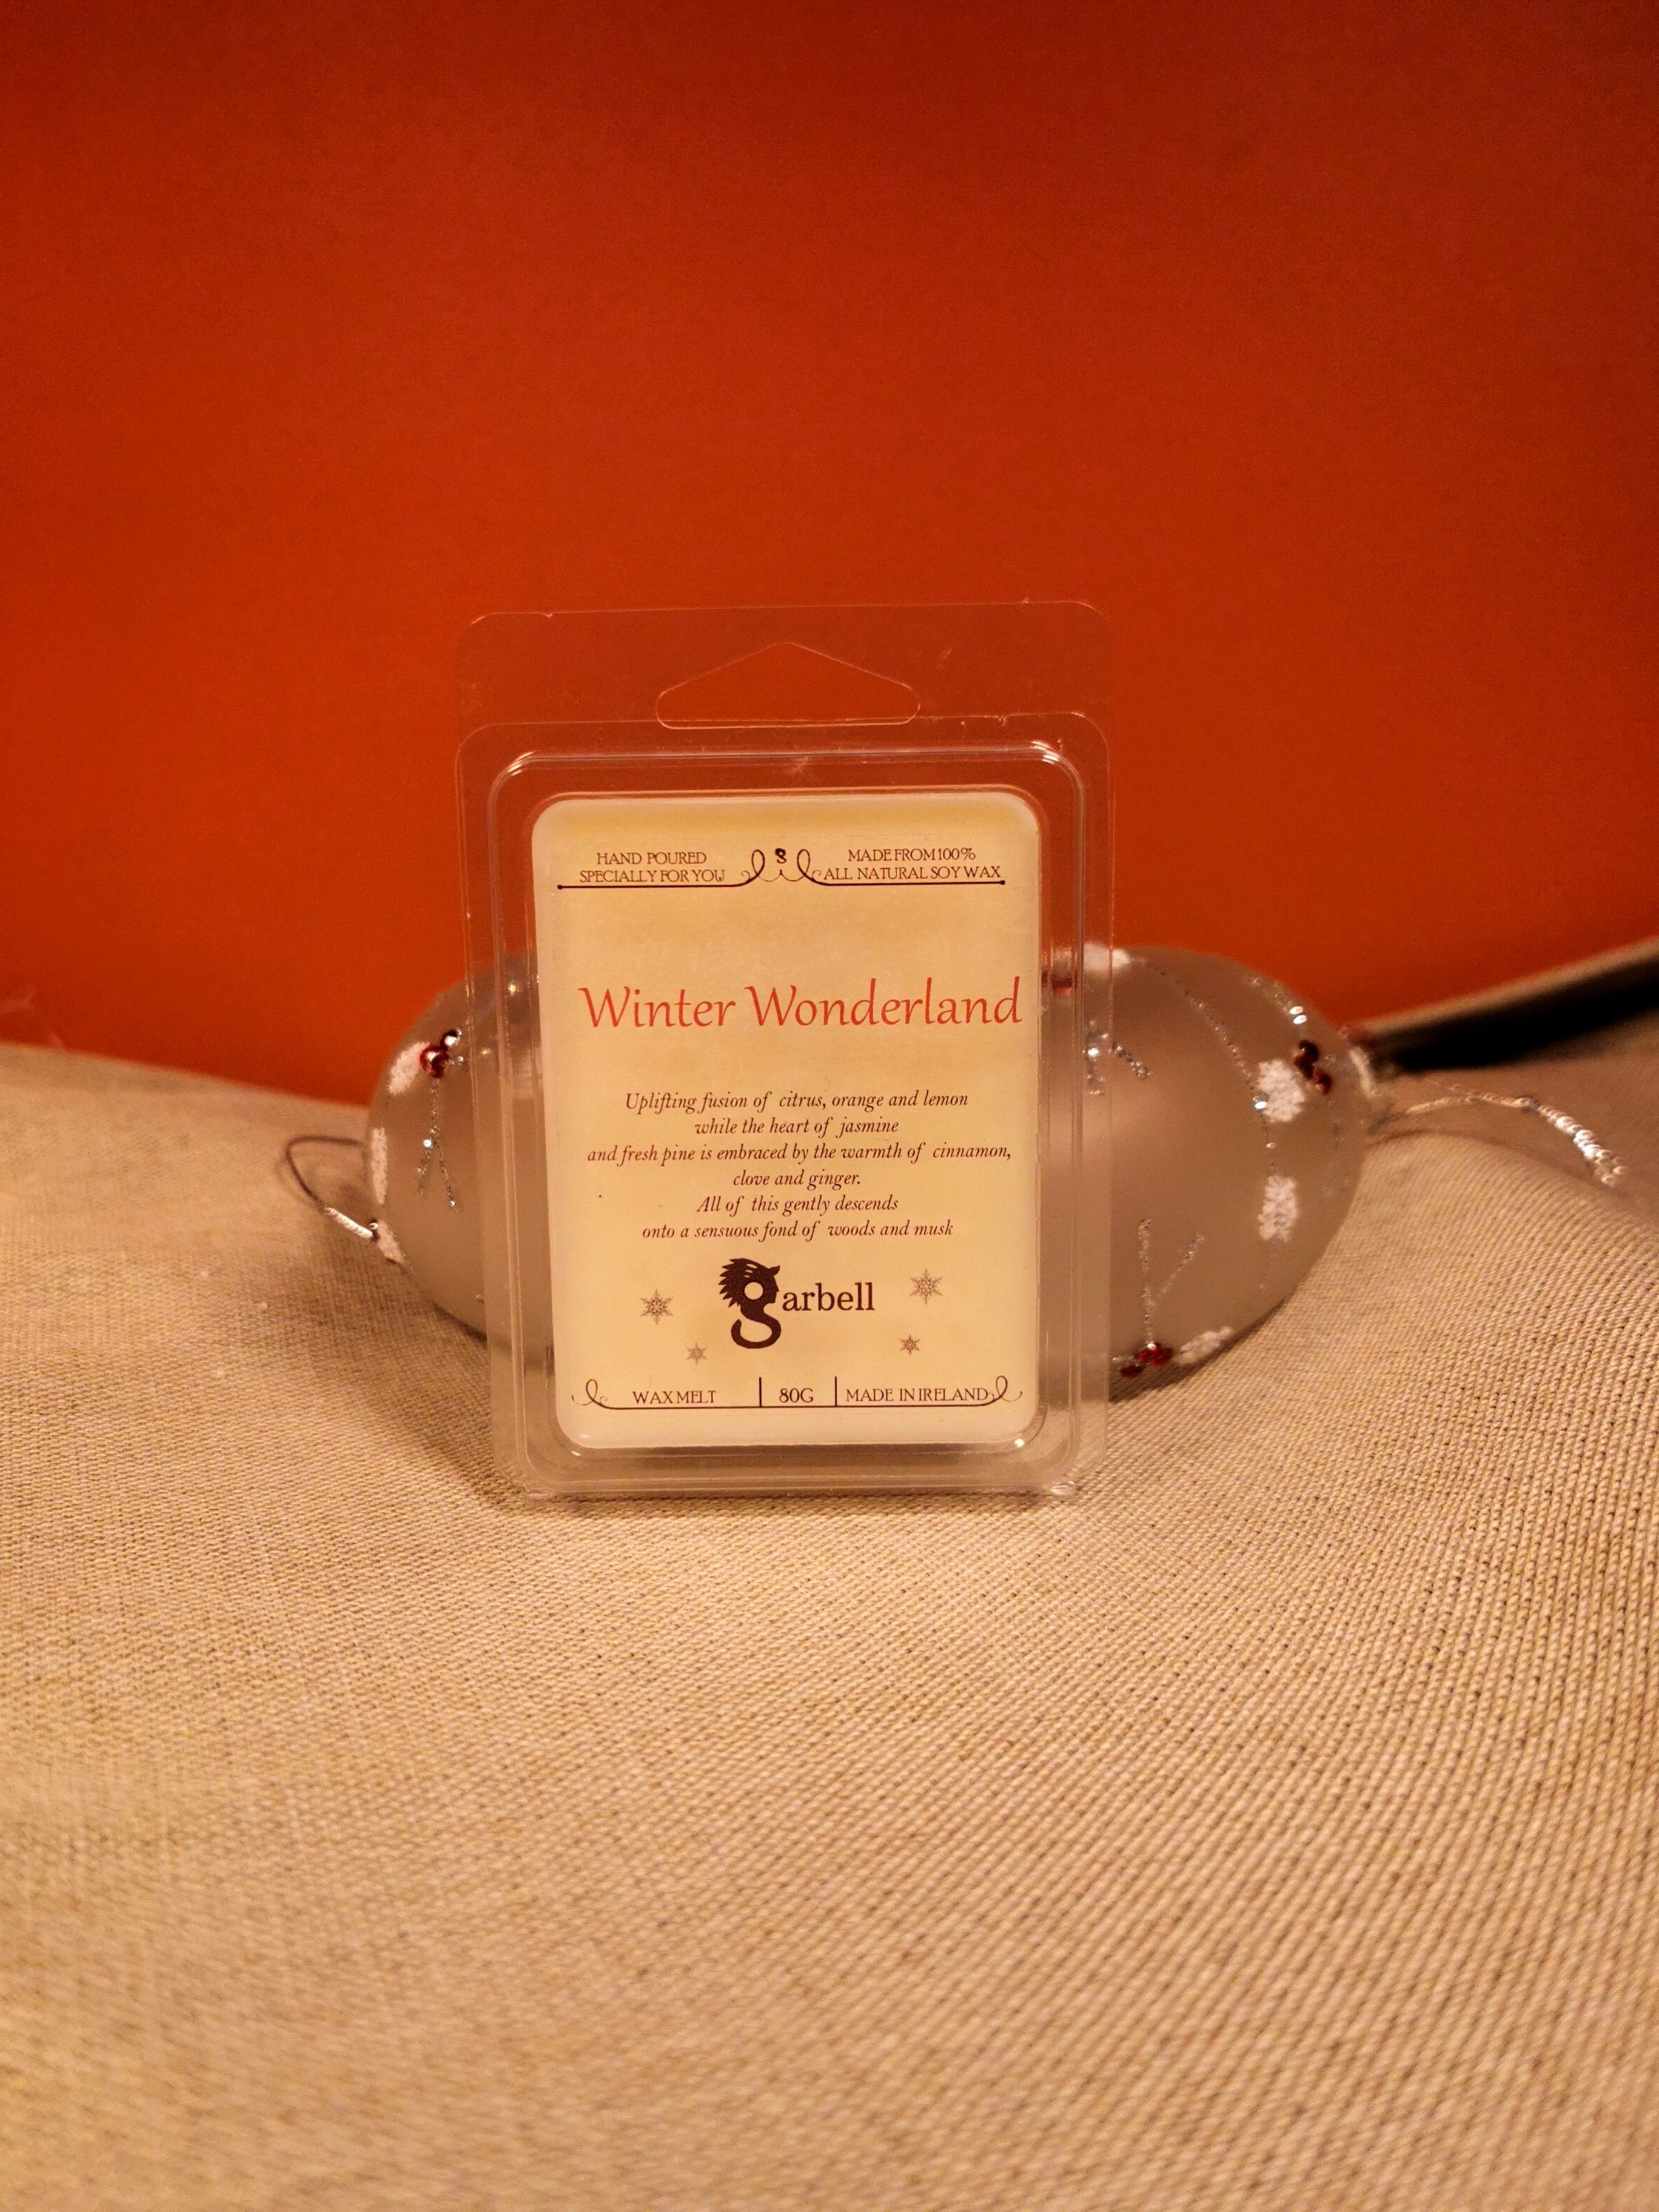 HAND POURED
SPECIALLY FOR YOU
MADE FROM 100%
ALL NATURAL SOY WAX
Winter Wonderland
Uplifting fusion of citrus, orange and lemon
while the heart of jasmine
and fresh pine is embraced by the warmth of cinnamon,
clove and ginger.
All of this gently descends
onto a sensuous fond of woods and musk
garbell
WAX MELT | 80G | MADE IN IRELAND